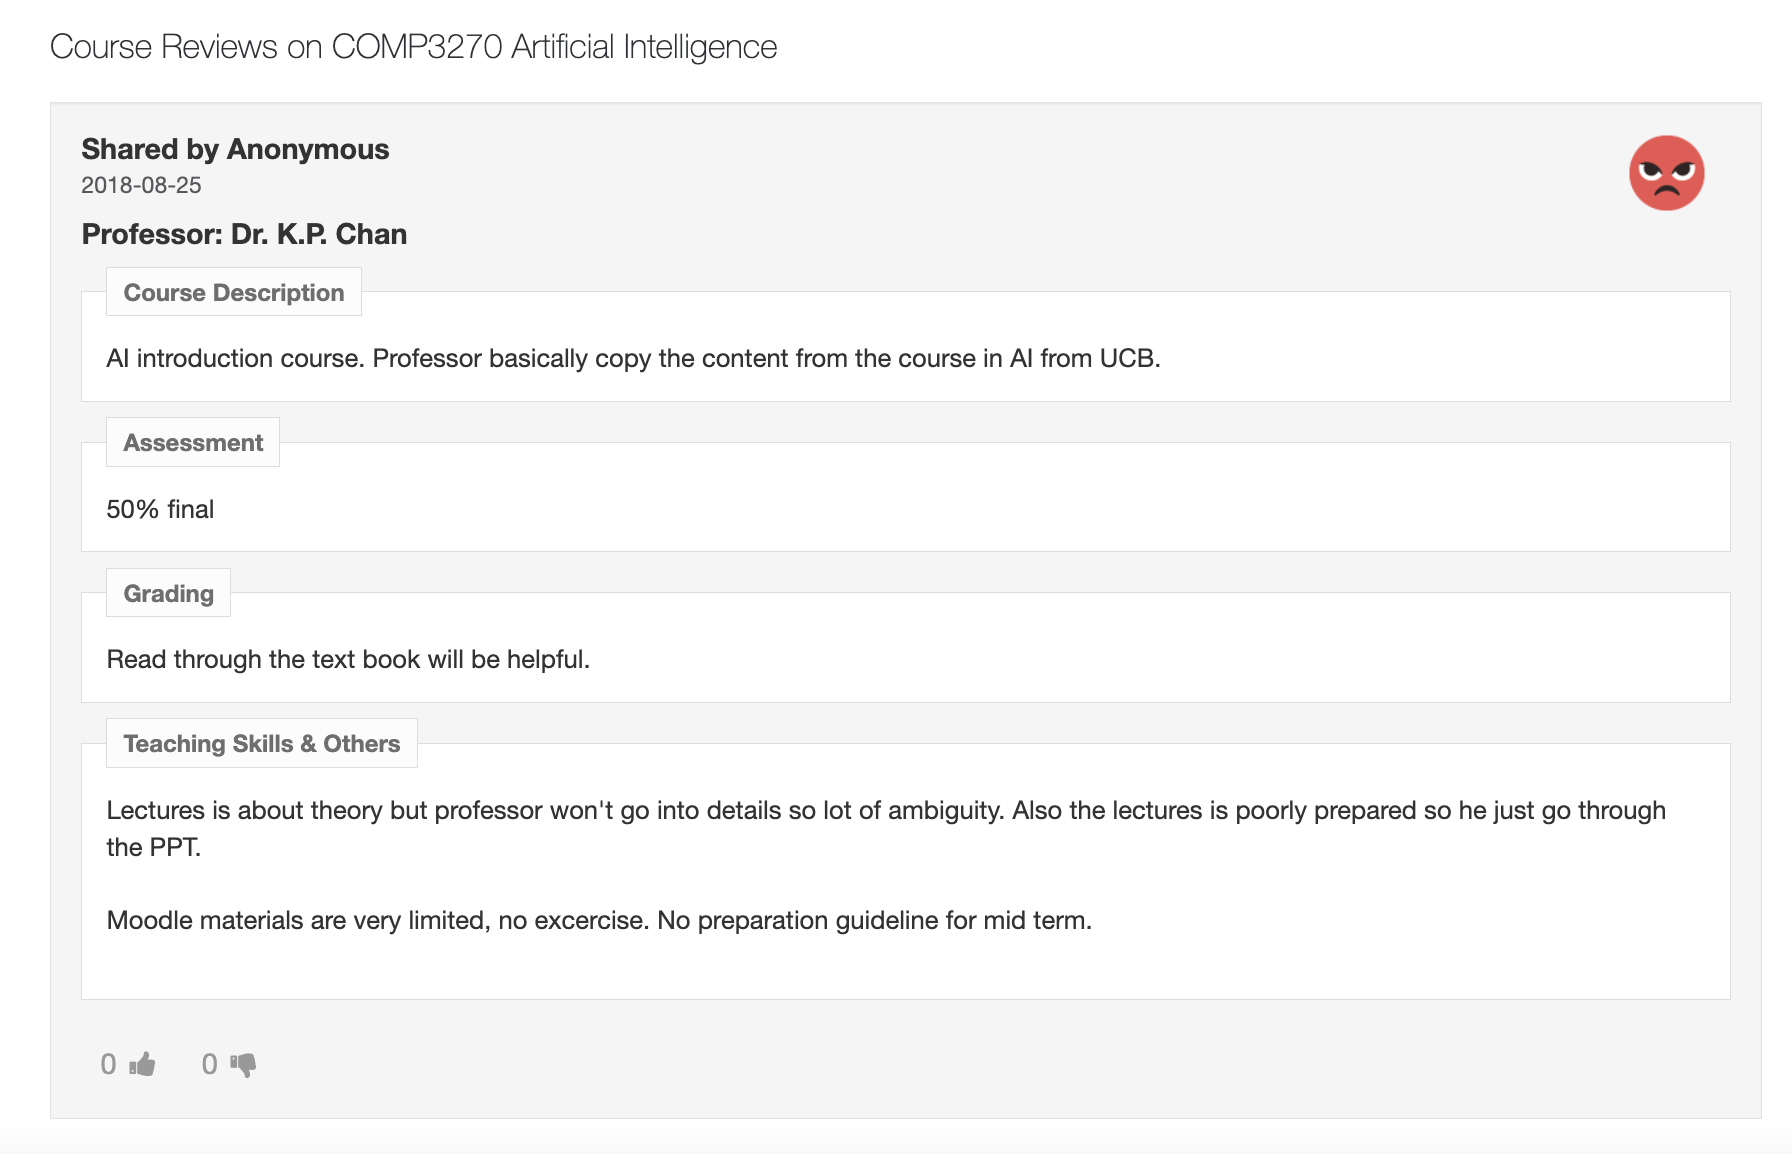 Course Reviews on COMP3270 Artificial Intelligence
Shared by Anonymous
2018-08-25
Professor: Dr. K.P. Chan
Course Description
AI introduction course. Professor basically copy the content from the course in AI from UCB.
Assessment
50% final
Grading
Read through the text book will be helpful.
Teaching Skills & Others
Lectures is about theory but professor won't go into details so lot of ambiguity. Also the lectures is poorly prepared so he just go through
the PPT.
Moodle materials are very limited, no excercise. No preparation guideline for mid term.
0 0